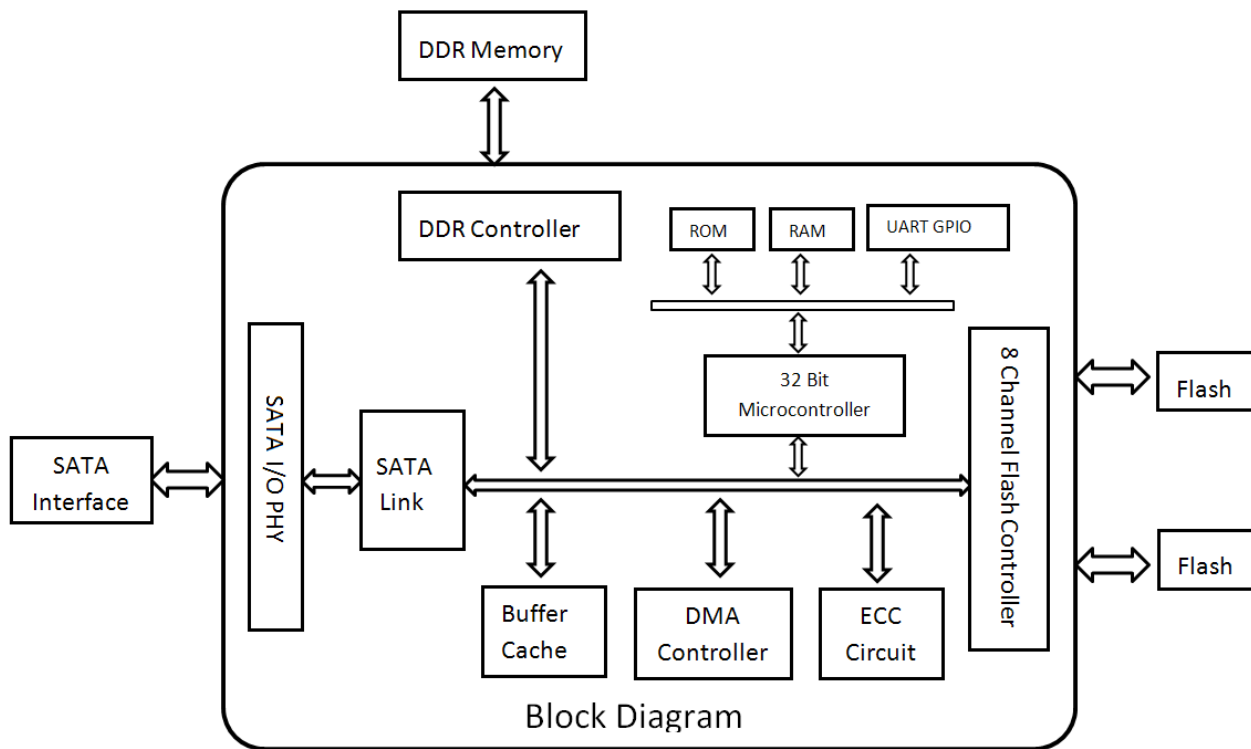 DDR Memory
DDR Controller
ROM
RAM
UART GPIO
32 Bit
Microcontroller
8 Channel Flash Controller
Flash
SATA I/O PHY
SATA
Link
SATA
Interface
Flash
Buffer
Cache
DMA
Controller
ECC
Circuit
Block Diagram